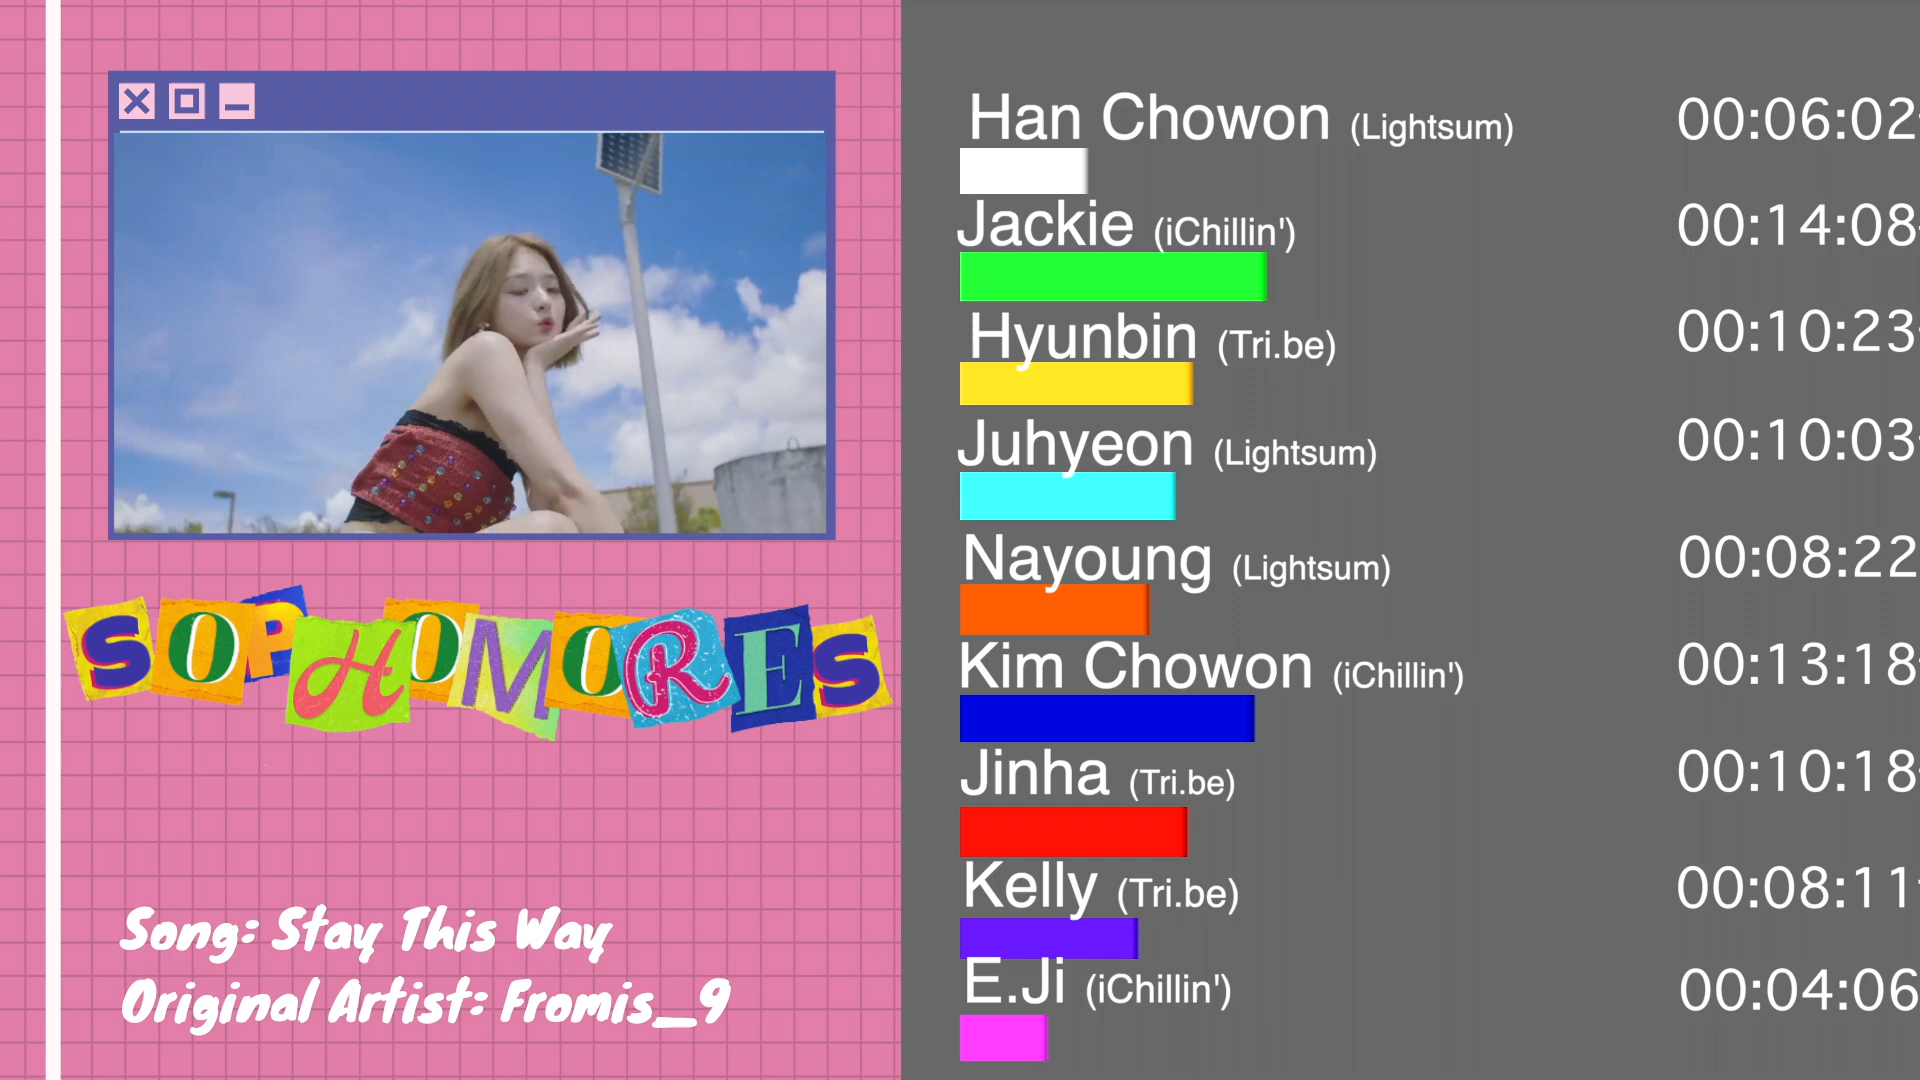 SOPHOMORES
Song: Stay This Way
Original Artist: Fromis_9
Han Chowon (Lightsum) 00:06:02
Jackie (iChillin') 00:14:08
Hyunbin (Tri.be) 00:10:23
Juhyeon (Lightsum) 00:10:03
Nayoung (Lightsum) 00:08:22
Kim Chowon (iChillin') 00:13:18
Jinha (Tri.be) 00:10:18
Kelly (Tri.be) 00:08:11
E.Ji (iChillin') 00:04:06